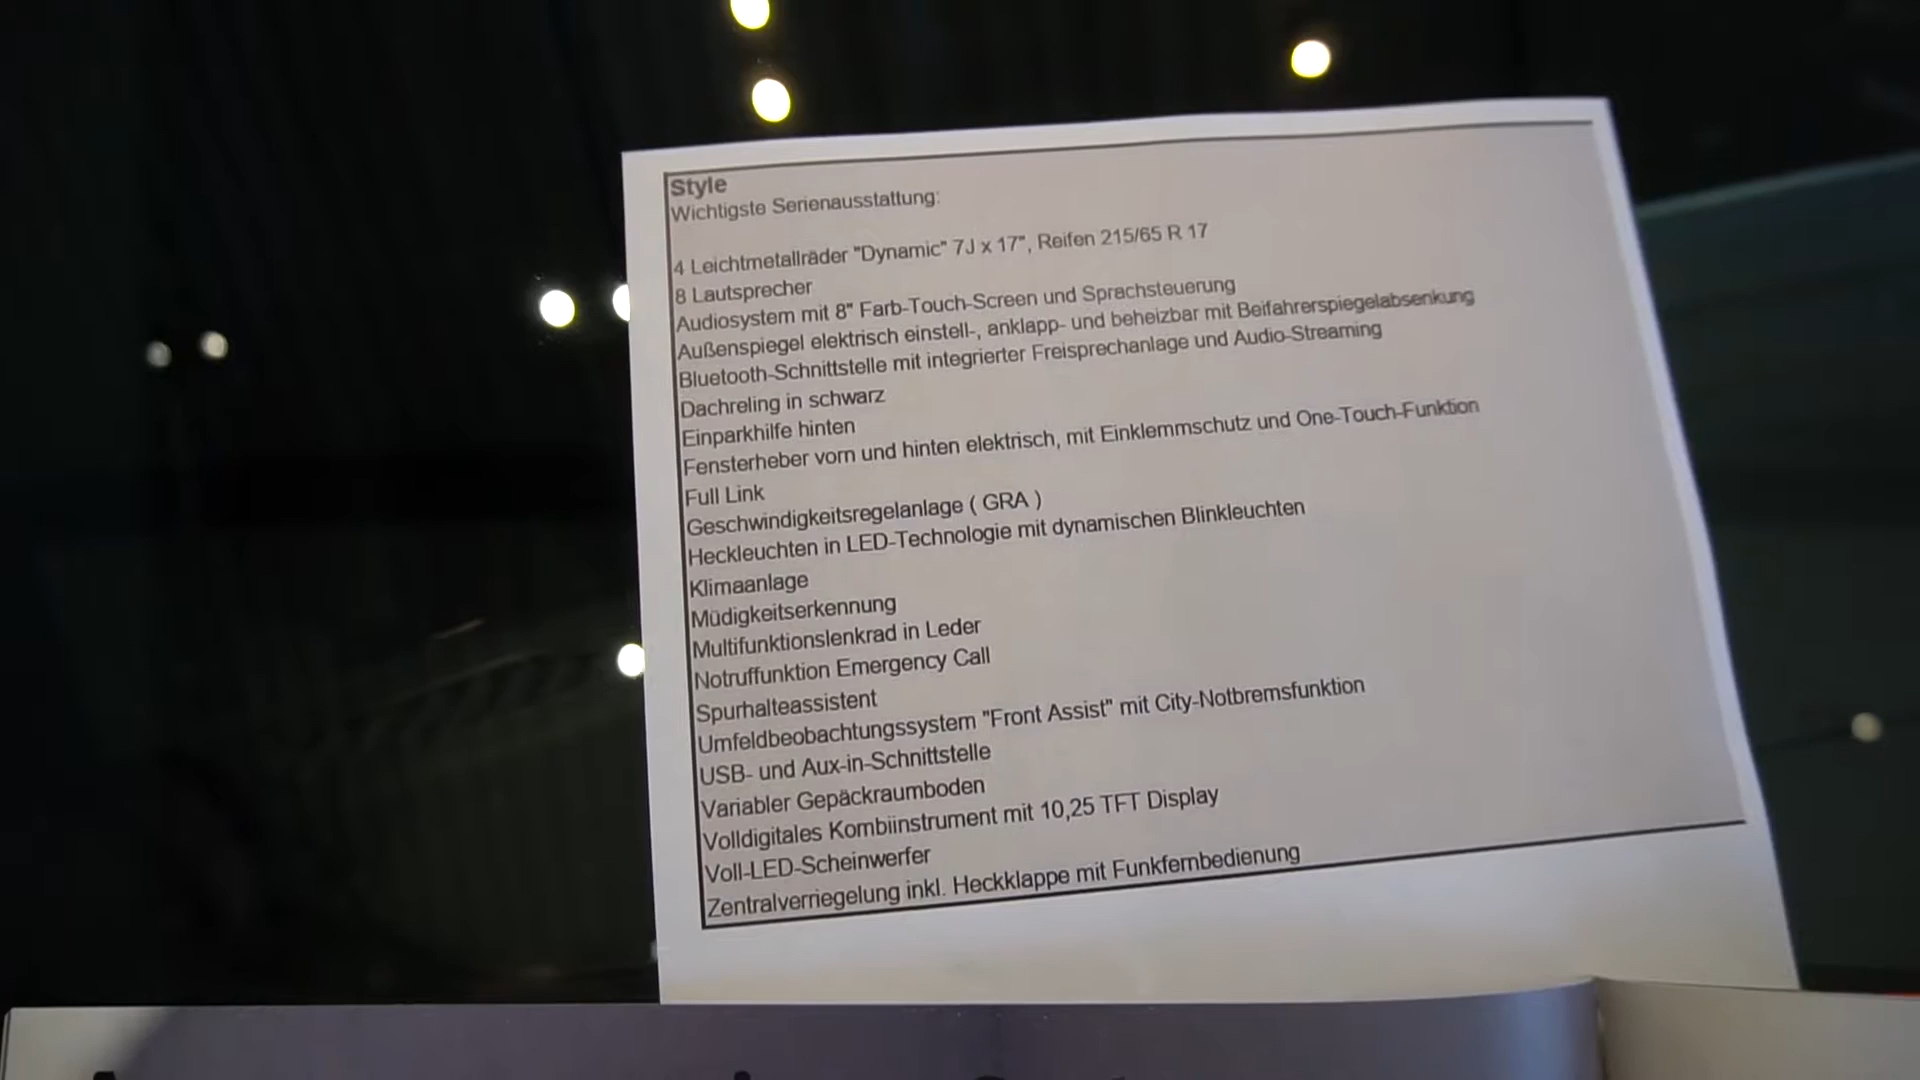 Style
Wichtigste Serienausstattung:
4 Leichtmetallräder "Dynamic" 7J x 17", Reifen 215/65 R 17
8 Lautsprecher
Audiosystem mit 8" Farb-Touch-Screen und Sprachsteuerung
Außenspiegel elektrisch einstell-, anklapp- und beheizbar mit Beifahrerspiegelabsenkung
Bluetooth-Schnittstelle mit integrierter Freisprechanlage und Audio-Streaming
Dachreling in schwarz
Einparkhilfe hinten
Fensterheber vorn und hinten elektrisch, mit Einklemmschutz und One-Touch-Funktion
Full Link
Geschwindigkeitsregelanlage ( GRA )
Heckleuchten in LED-Technologie mit dynamischen Blinkleuchten
Klimaanlage
Müdigkeitserkennung
Multifunktionslenkrad in Leder
Notruffunktion Emergency Call
Spurhalteassistent
Umfeldbeobachtungssystem "Front Assist" mit City-Notbremsfunktion
USB- und Aux-in-Schnittstelle
Variabler Gepäckraumboden
Volldigitales Kombiinstrument mit 10,25 TFT Display
Voll-LED-Scheinwerfer
Zentralverriegelung inkl. Heckklappe mit Funkfernbedienung